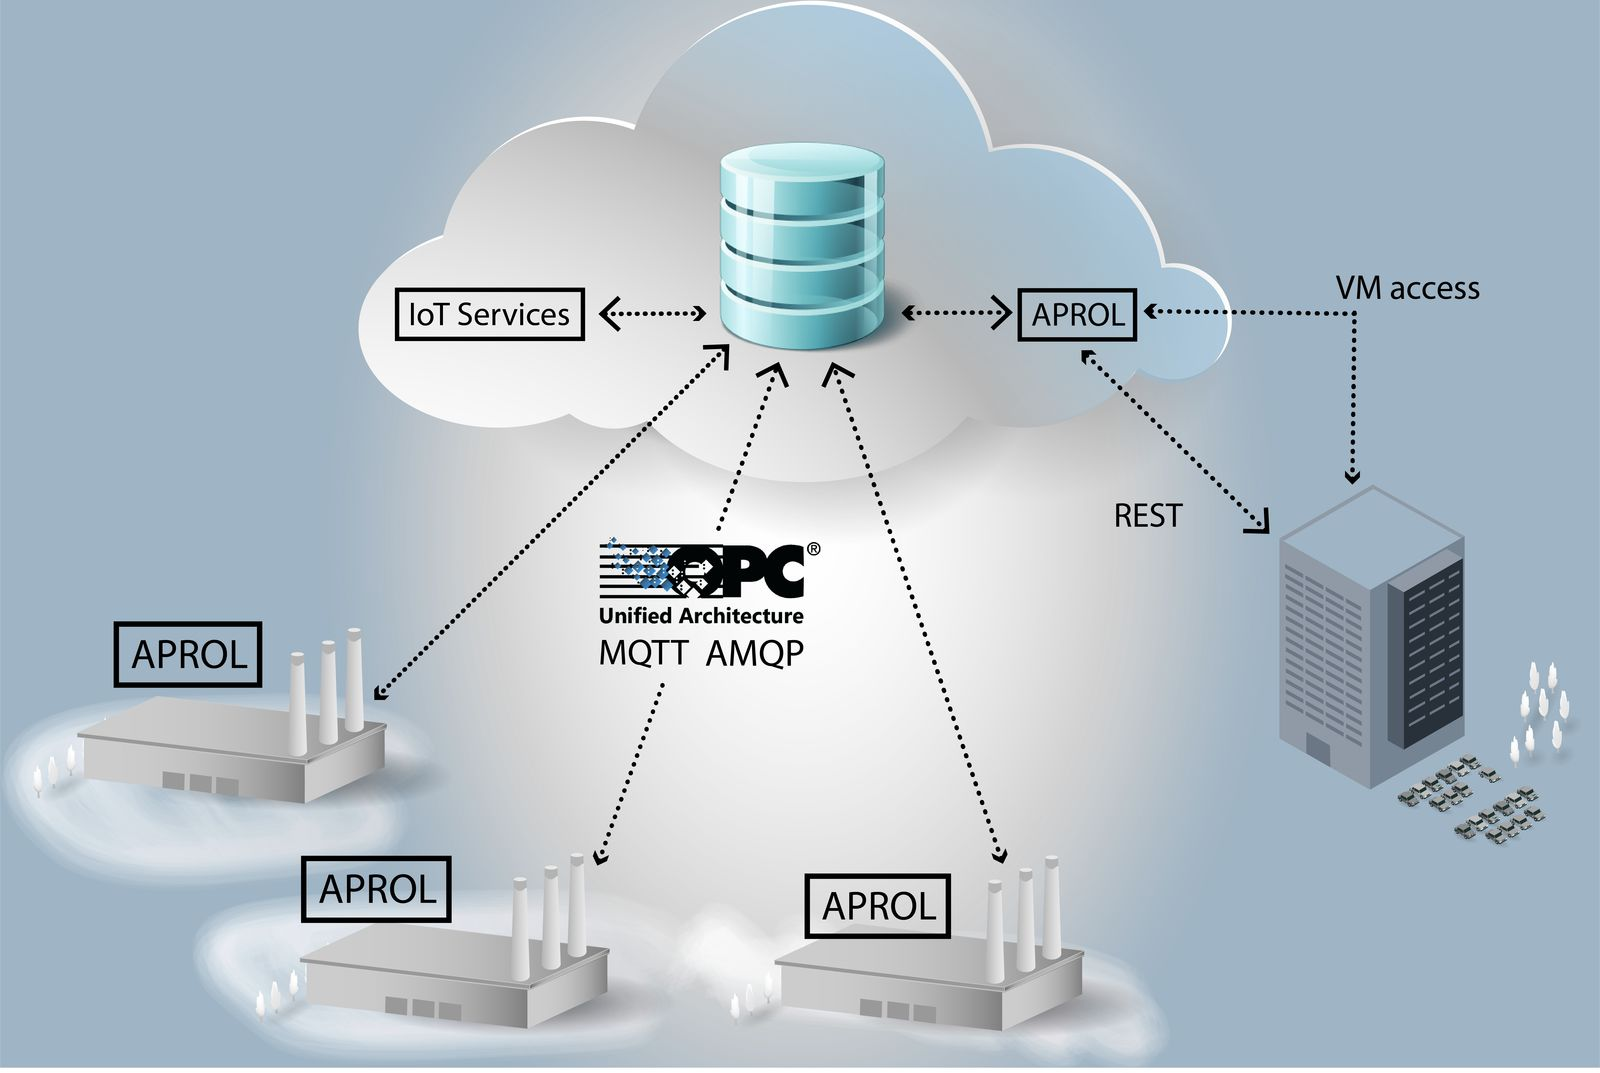 IoT Services
APROL
VM access
REST
OPC®
Unified Architecture
MQTT AMQP
APROL
APROL
APROL